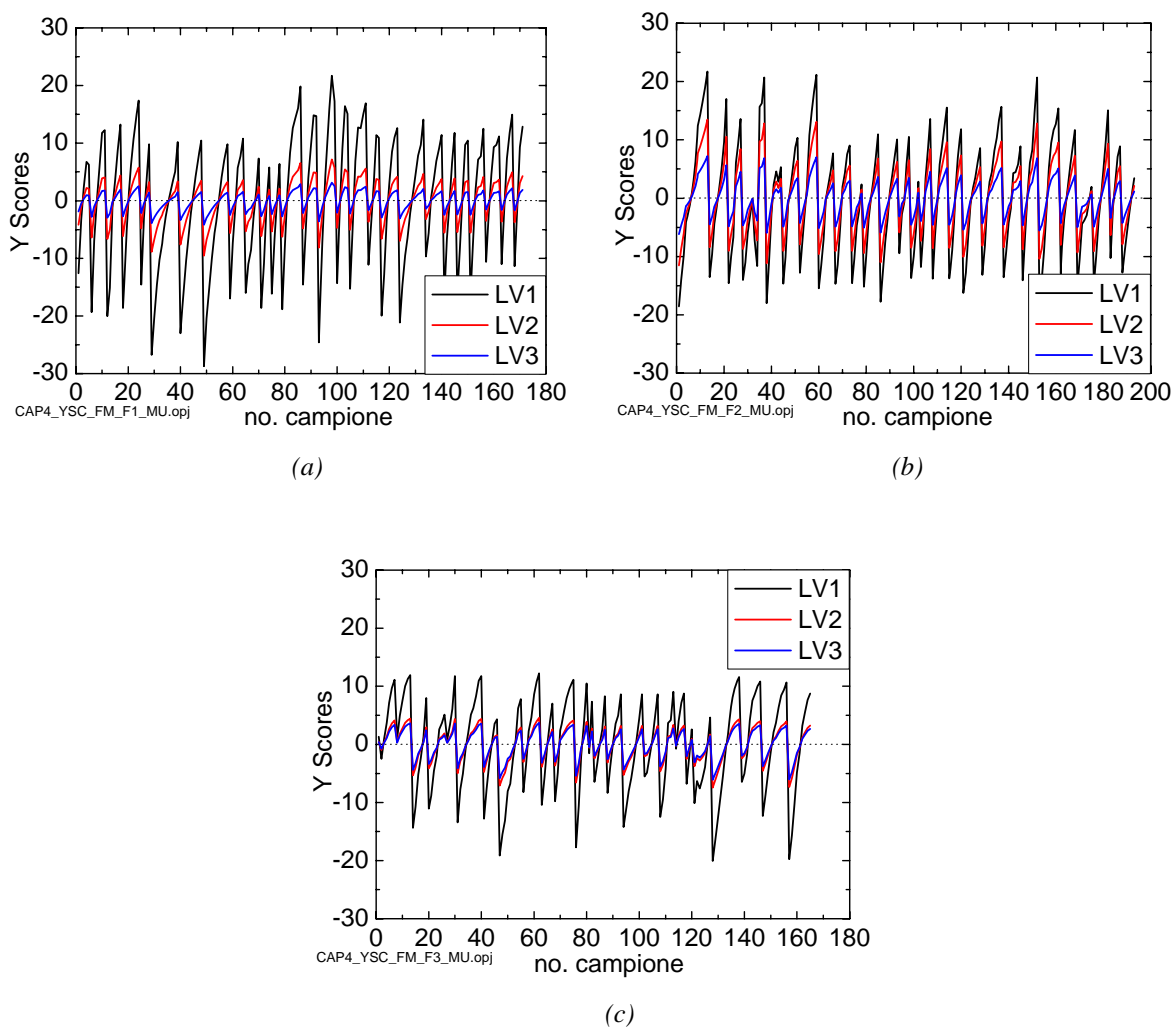 30
20
10
0
-10
-20
-30
Y Scores
LV1
LV2
LV3
0 20 40 60 80 100 120 140 160 180
CAP4_YSC_FM_F1_MU.opj
no. campione
(a)
30
20
10
0
-10
-20
-30
Y Scores
LV1
LV2
LV3
0 20 40 60 80 100 120 140 160 180 200
CAP4_YSC_FM_F2_MU.opj
no. campione
(b)
30
20
10
0
-10
-20
-30
Y Scores
LV1
LV2
LV3
0 20 40 60 80 100 120 140 160 180
CAP4_YSC_FM_F3_MU.opj
no. campione
(c)